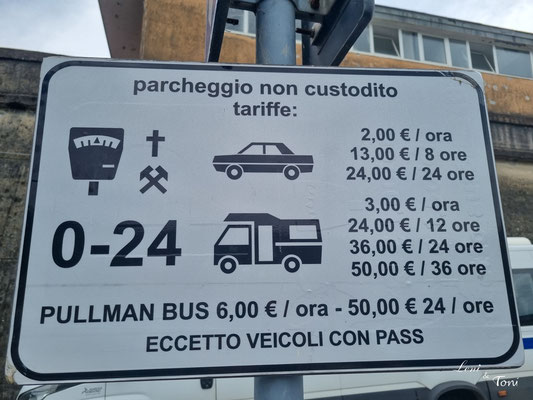 parcheggio non custodito
tariffe:
2,00 € / ora
13,00 € / 8 ore
24,00 € / 24 ore
0-24
3,00 € / ora
24,00 € / 12 ore
36,00 € / 24 ore
50,00 € / 36 ore
PULLMAN BUS 6,00 € / ora - 50,00 € 24 / ore
ECCETTO VEICOLI CON PASS
Leni & Toni